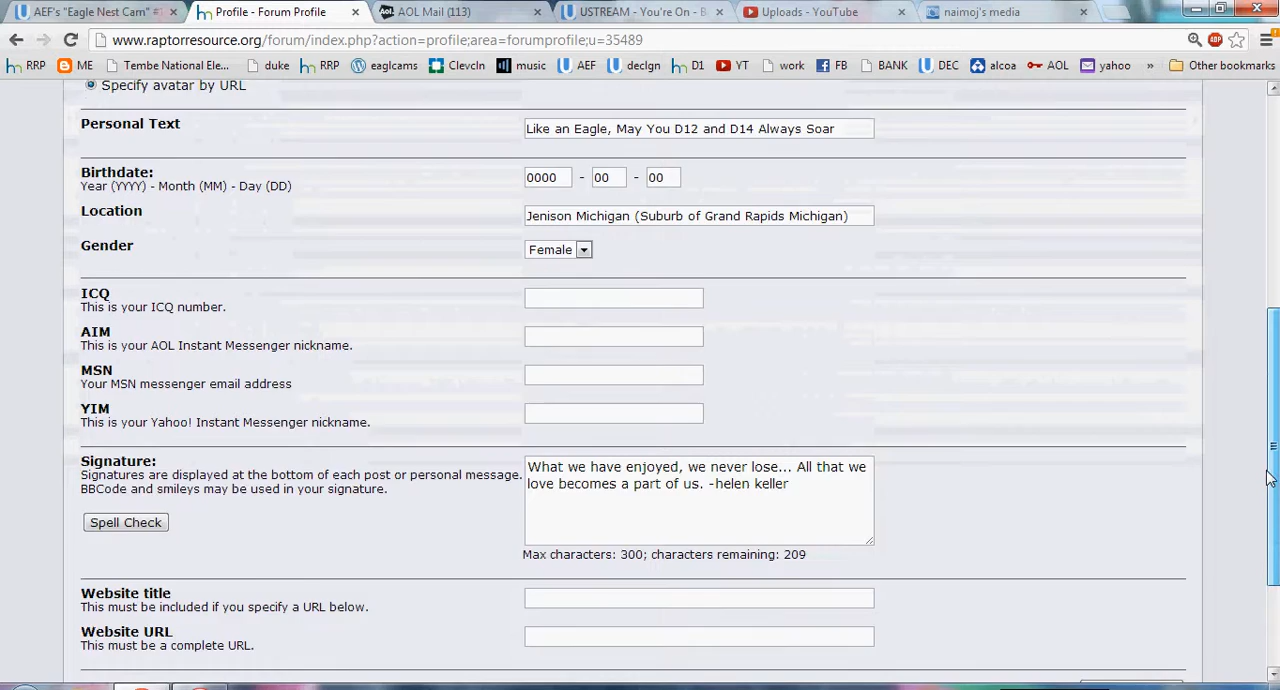 AEF's "Eagle Nest Cam" # Profile - Forum Profile AOL Mail (113) USTREAM - You're On - B Uploads - YouTube naimoj's media
www.raptorresource.org/forum/index.php?action=profile;area=forumprofile;u=35489
RRP ME Tembe National Ele... duke RRP eaglcams ClevcIn music AEF declgn D1 YT work FB BANK DEC alcoa AOL yahoo » Other bookmarks
Specify avatar by URL
Personal Text Like an Eagle, May You D12 and D14 Always Soar
Birthdate: 0000 - 00 - 00
Year (YYYY) - Month (MM) - Day (DD)
Location Jenison Michigan (Suburb of Grand Rapids Michigan)
Gender Female
ICQ
This is your ICQ number.
AIM
This is your AOL Instant Messenger nickname.
MSN
Your MSN messenger email address
YIM
This is your Yahoo! Instant Messenger nickname.
Signature: What we have enjoyed, we never lose... All that we
Signatures are displayed at the bottom of each post or personal message. love becomes a part of us. -helen keller
BBCode and smileys may be used in your signature.
Spell Check
Max characters: 300; characters remaining: 209
Website title
This must be included if you specify a URL below.
Website URL
This must be a complete URL.